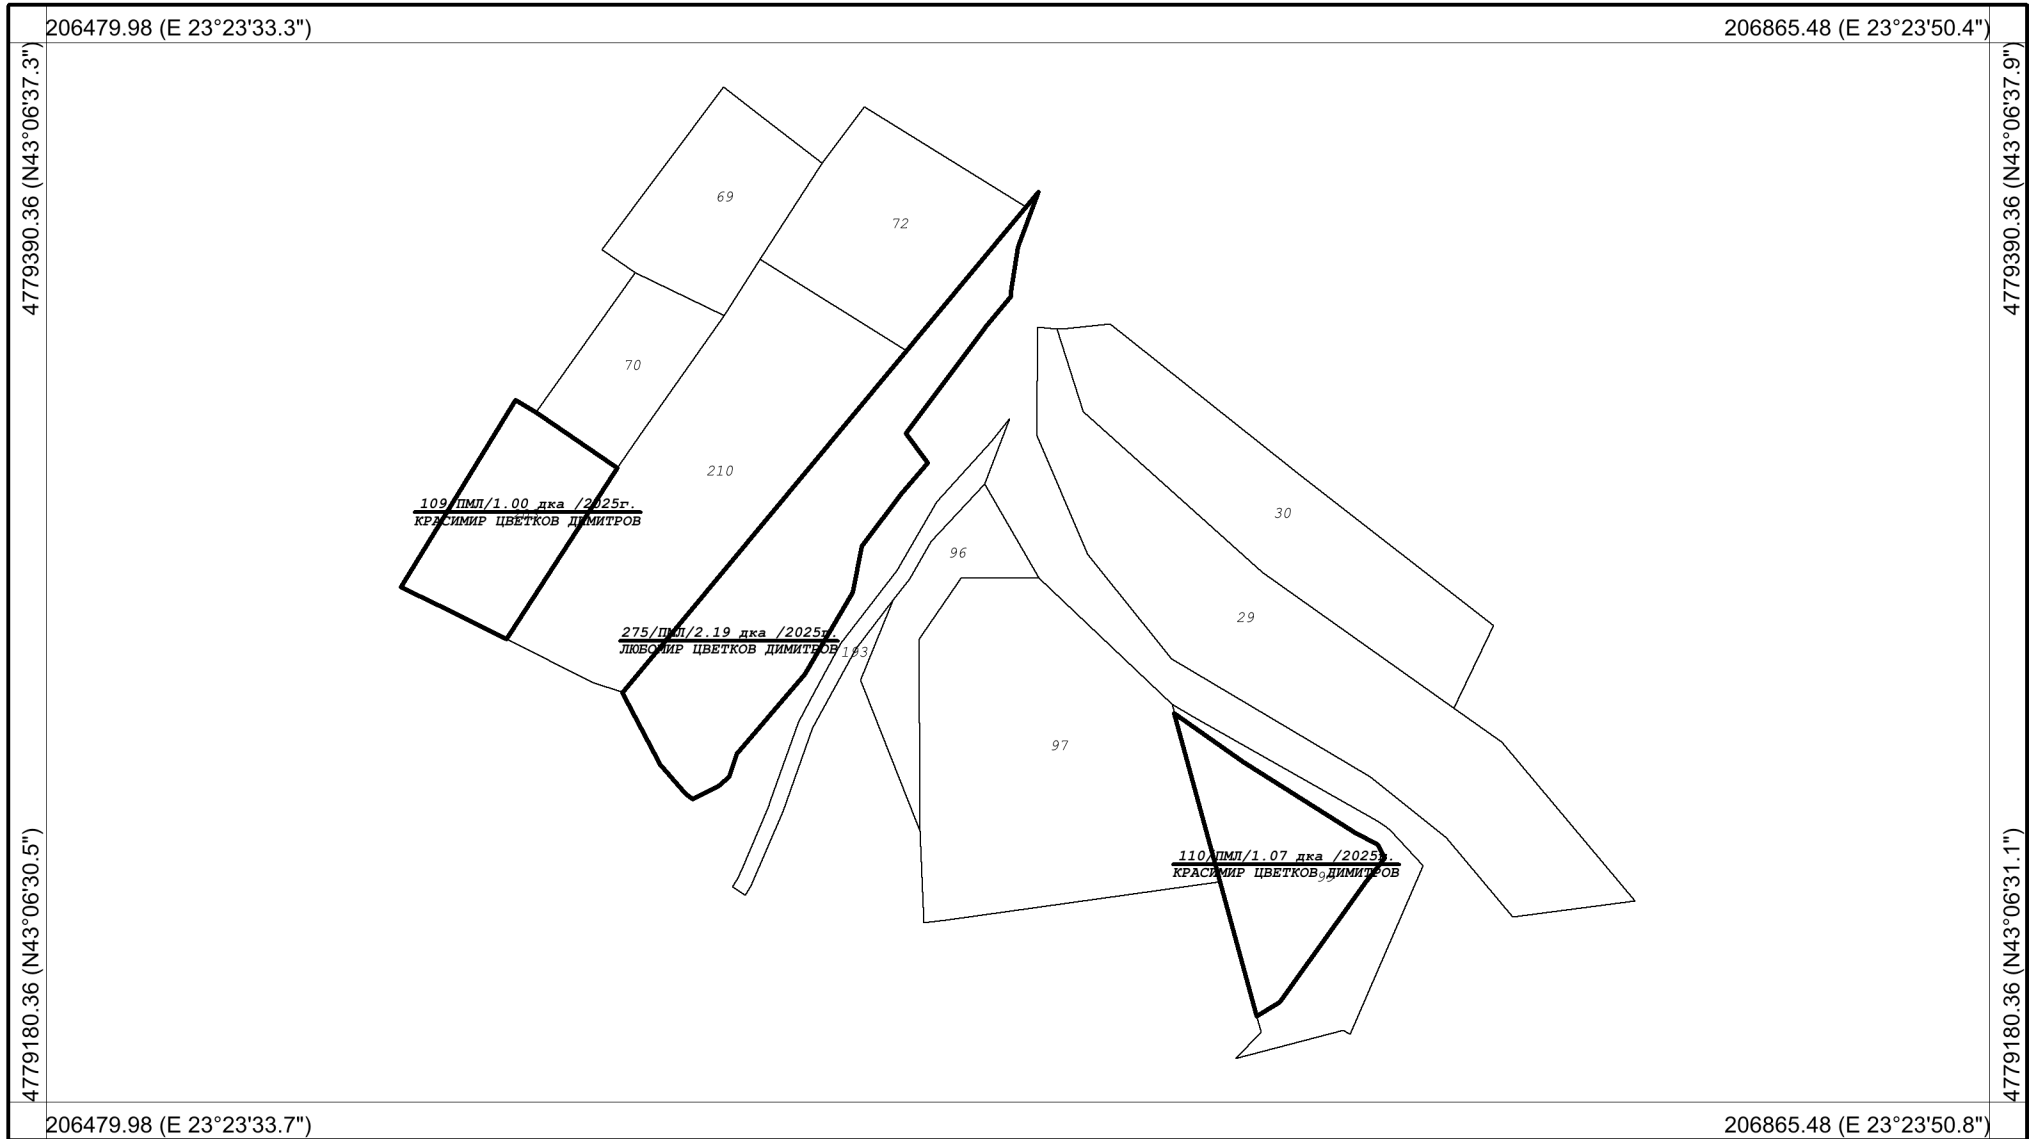 206479.98 (E 23°23'33.3")
206865.48 (E 23°23'50.4")
4779390.36 (N43°06'37.3")
4779390.36 (N43°06'37.9")
69
72
70
210
109/ПМЛ/1.00 дка /2025г.
КРАСИМИР ЦВЕТКОВ ДИМИТРОВ
30
96
29
275/ПМЛ/2.19 дка /2025г.
ЛЮБОМИР ЦВЕТКОВ ДИМИТРОВ
193
97
110/ПМЛ/1.07 дка /2025г.
КРАСИМИР ЦВЕТКОВ ДИМИТРОВ
4779180.36 (N43°06'30.5")
4779180.36 (N43°06'31.1")
206479.98 (E 23°23'33.7")
206865.48 (E 23°23'50.8")